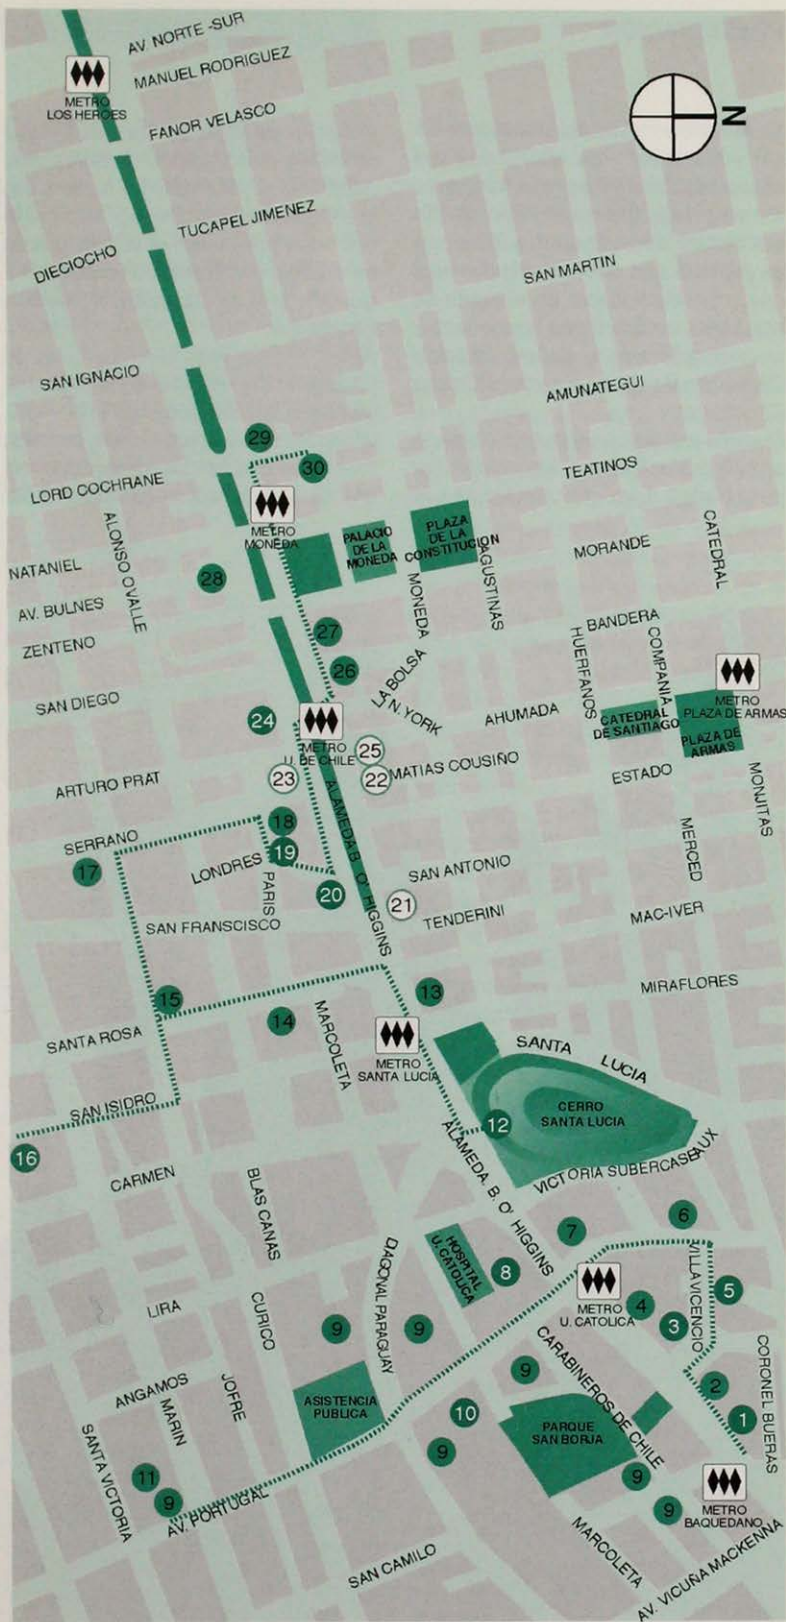 AV. NORTE -SUR
MANUEL RODRIGUEZ
METRO
LOS HEROES
N
FANOR VELASCO
TUCAPEL JIMENEZ
DIECIOCHO
SAN MARTIN
SAN IGNACIO
AMUNATEGUI
29
30
TEATINOS
LORD COCHRANE
METRO
MONEDA
PALACIO
DE LA
MONEDA
PLAZA
DE LA
CONSTITUCION
ALONSO OVALLE
CATEDRAL
MORANDE
NATANIEL
28
MONEDA
AGUSTINAS
AV. BULNES
BANDERA
27
ZENTENO
HUERFANOS
COMPAÑIA
26
LA BOLSA
N. YORK
SAN DIEGO
METRO
PLAZA DE ARMAS
24
METRO
U. DE CHILE
AHUMADA
CATEDRAL
DE SANTIAGO
PLAZA DE
ARMAS
25
23
22
MATIAS COUSIÑO
ESTADO
ARTURO PRAT
MONJITAS
ALAMEDA B. O' HIGGINS
18
MERCED
SERRANO
17
19
LONDRES
PARIS
20
SAN ANTONIO
21
TENDERINI
MAC-IVER
SAN FRANSCISCO
MIRAFLORES
15
13
14
MARCOLETA
SANTA ROSA
METRO
SANTA LUCIA
SANTA LUCIA
SAN ISIDRO
CERRO
SANTA LUCIA
12
16
ALAMEDA. B. O' HIGGINS
VICTORIA SUBERCASEAUX
CARMEN
BLAS CAÑAS
6
7
HOSPITAL
U. CATOLICA
DIAGONAL PARAGUAY
8
VILLAVICENCIO
5
METRO
U. CATOLICA
4
3
LIRA
CURICO
9
9
CARABINEROS DE CHILE
CORONEL BUERAS
2
9
ANGAMOS
MARIN
JOFRE
ASISTENCIA
PUBLICA
10
1
PARQUE
SAN BORJA
9
SANTA VICTORIA
11
9
9
9
METRO
BAQUEDANO
AV. PORTUGAL
SAN CAMILO
MARCOLETA
AV. VICUÑA MACKENNA